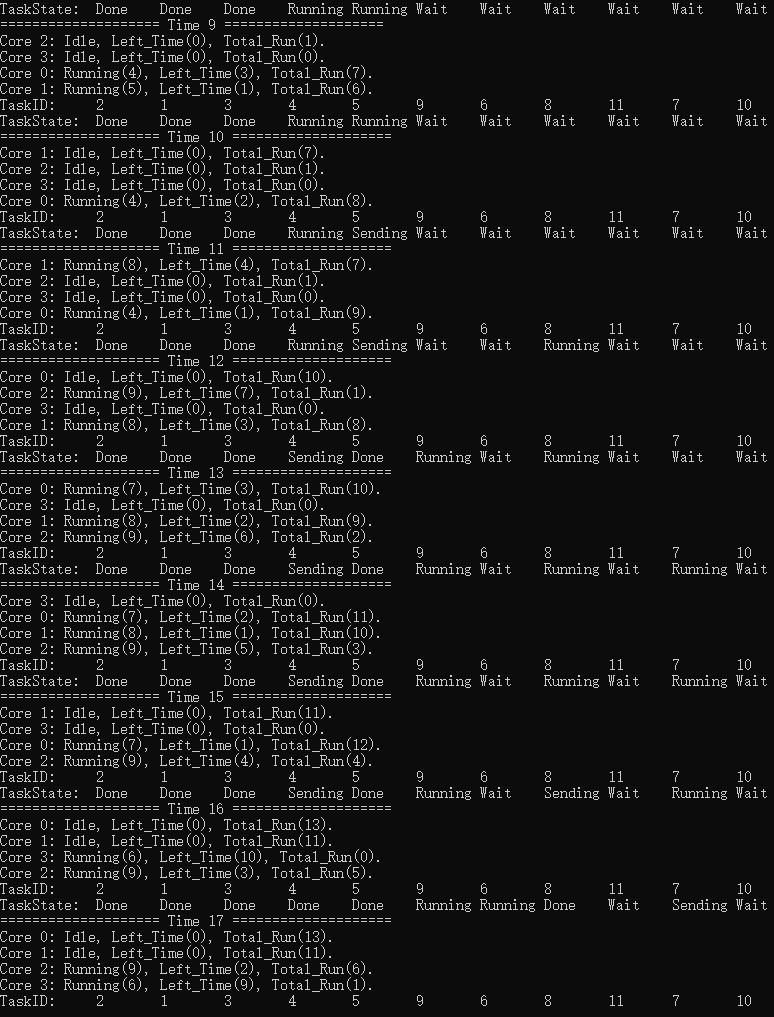 TaskState:  Done    Done    Done    Running Running Wait    Wait    Wait    Wait    Wait    Wait
==================== Time 9 ====================
Core 2: Idle, Left_Time(0), Total_Run(1).
Core 3: Idle, Left_Time(0), Total_Run(0).
Core 0: Running(4), Left_Time(3), Total_Run(7).
Core 1: Running(5), Left_Time(1), Total_Run(6).
TaskID:     2       1       3       4       5       9       6       8       11      7       10
TaskState:  Done    Done    Done    Running Running Wait    Wait    Wait    Wait    Wait    Wait
==================== Time 10 ====================
Core 1: Idle, Left_Time(0), Total_Run(7).
Core 2: Idle, Left_Time(0), Total_Run(1).
Core 3: Idle, Left_Time(0), Total_Run(0).
Core 0: Running(4), Left_Time(2), Total_Run(8).
TaskID:     2       1       3       4       5       9       6       8       11      7       10
TaskState:  Done    Done    Done    Running Sending Wait    Wait    Wait    Wait    Wait    Wait
==================== Time 11 ====================
Core 1: Running(8), Left_Time(4), Total_Run(7).
Core 2: Idle, Left_Time(0), Total_Run(1).
Core 3: Idle, Left_Time(0), Total_Run(0).
Core 0: Running(4), Left_Time(1), Total_Run(9).
TaskID:     2       1       3       4       5       9       6       8       11      7       10
TaskState:  Done    Done    Done    Running Sending Wait    Wait    Running Wait    Wait    Wait
==================== Time 12 ====================
Core 0: Idle, Left_Time(0), Total_Run(10).
Core 2: Running(9), Left_Time(7), Total_Run(1).
Core 3: Idle, Left_Time(0), Total_Run(0).
Core 1: Running(8), Left_Time(3), Total_Run(8).
TaskID:     2       1       3       4       5       9       6       8       11      7       10
TaskState:  Done    Done    Done    Sending Done    Running Wait    Running Wait    Wait    Wait
==================== Time 13 ====================
Core 0: Running(7), Left_Time(3), Total_Run(10).
Core 3: Idle, Left_Time(0), Total_Run(0).
Core 1: Running(8), Left_Time(2), Total_Run(9).
Core 2: Running(9), Left_Time(6), Total_Run(2).
TaskID:     2       1       3       4       5       9       6       8       11      7       10
TaskState:  Done    Done    Done    Sending Done    Running Wait    Running Wait    Running Wait
==================== Time 14 ====================
Core 3: Idle, Left_Time(0), Total_Run(0).
Core 0: Running(7), Left_Time(2), Total_Run(11).
Core 1: Running(8), Left_Time(1), Total_Run(10).
Core 2: Running(9), Left_Time(5), Total_Run(3).
TaskID:     2       1       3       4       5       9       6       8       11      7       10
TaskState:  Done    Done    Done    Sending Done    Running Wait    Running Wait    Running Wait
==================== Time 15 ====================
Core 1: Idle, Left_Time(0), Total_Run(11).
Core 3: Idle, Left_Time(0), Total_Run(0).
Core 0: Running(7), Left_Time(1), Total_Run(12).
Core 2: Running(9), Left_Time(4), Total_Run(4).
TaskID:     2       1       3       4       5       9       6       8       11      7       10
TaskState:  Done    Done    Done    Sending Done    Running Wait    Sending Wait    Running Wait
==================== Time 16 ====================
Core 0: Idle, Left_Time(0), Total_Run(13).
Core 1: Idle, Left_Time(0), Total_Run(11).
Core 3: Running(6), Left_Time(10), Total_Run(0).
Core 2: Running(9), Left_Time(3), Total_Run(5).
TaskID:     2       1       3       4       5       9       6       8       11      7       10
TaskState:  Done    Done    Done    Done    Done    Running Running Done    Wait    Sending Wait
==================== Time 17 ====================
Core 0: Idle, Left_Time(0), Total_Run(13).
Core 1: Idle, Left_Time(0), Total_Run(11).
Core 2: Running(9), Left_Time(2), Total_Run(6).
Core 3: Running(6), Left_Time(9), Total_Run(1).
TaskID:     2       1       3       4       5       9       6       8       11      7       10